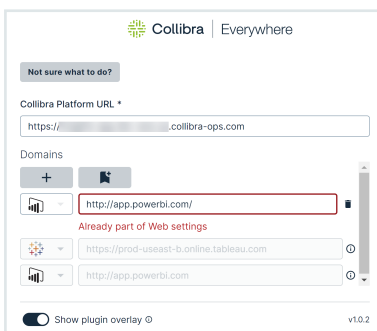 Collibra | Everywhere
Not sure what to do?
Collibra Platform URL *
https:// .collibra-ops.com
Domains
http://app.powerbi.com/
Already part of Web settings
https://prod-useast-b.online.tableau.com
http://app.powerbi.com
Show plugin overlay
v1.0.2